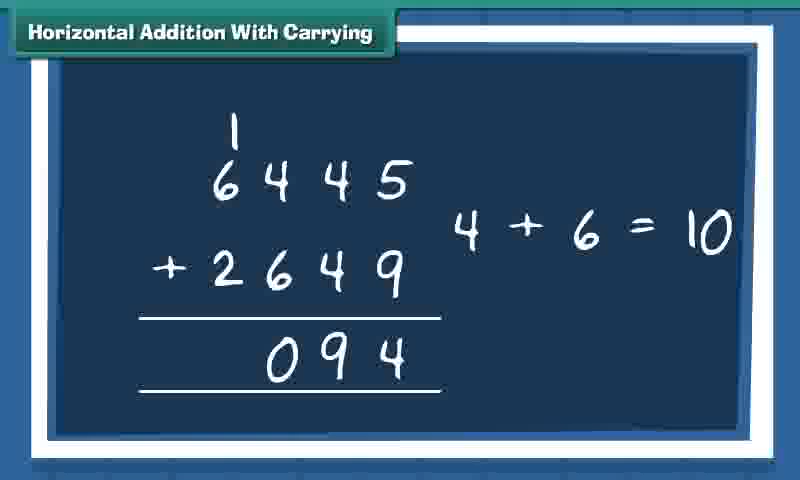 Horizontal Addition With Carrying
1
6 4 4 5
4 + 6 = 10
+ 2 6 4 9
0 9 4